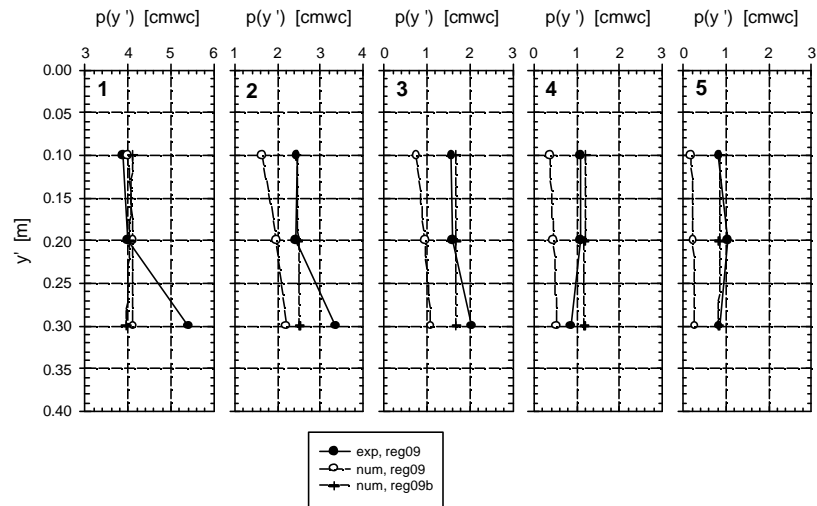 p(y ') [cmwc] p(y ') [cmwc] p(y ') [cmwc] p(y ') [cmwc] p(y ') [cmwc]
3 4 5 6 1 2 3 4 0 1 2 3 0 1 2 3 0 1 2 3
0.00
1 2 3 4 5
0.05
0.10
0.15
0.20
0.25
0.30
0.35
0.40
y' [m]
exp, reg09
num, reg09
num, reg09b